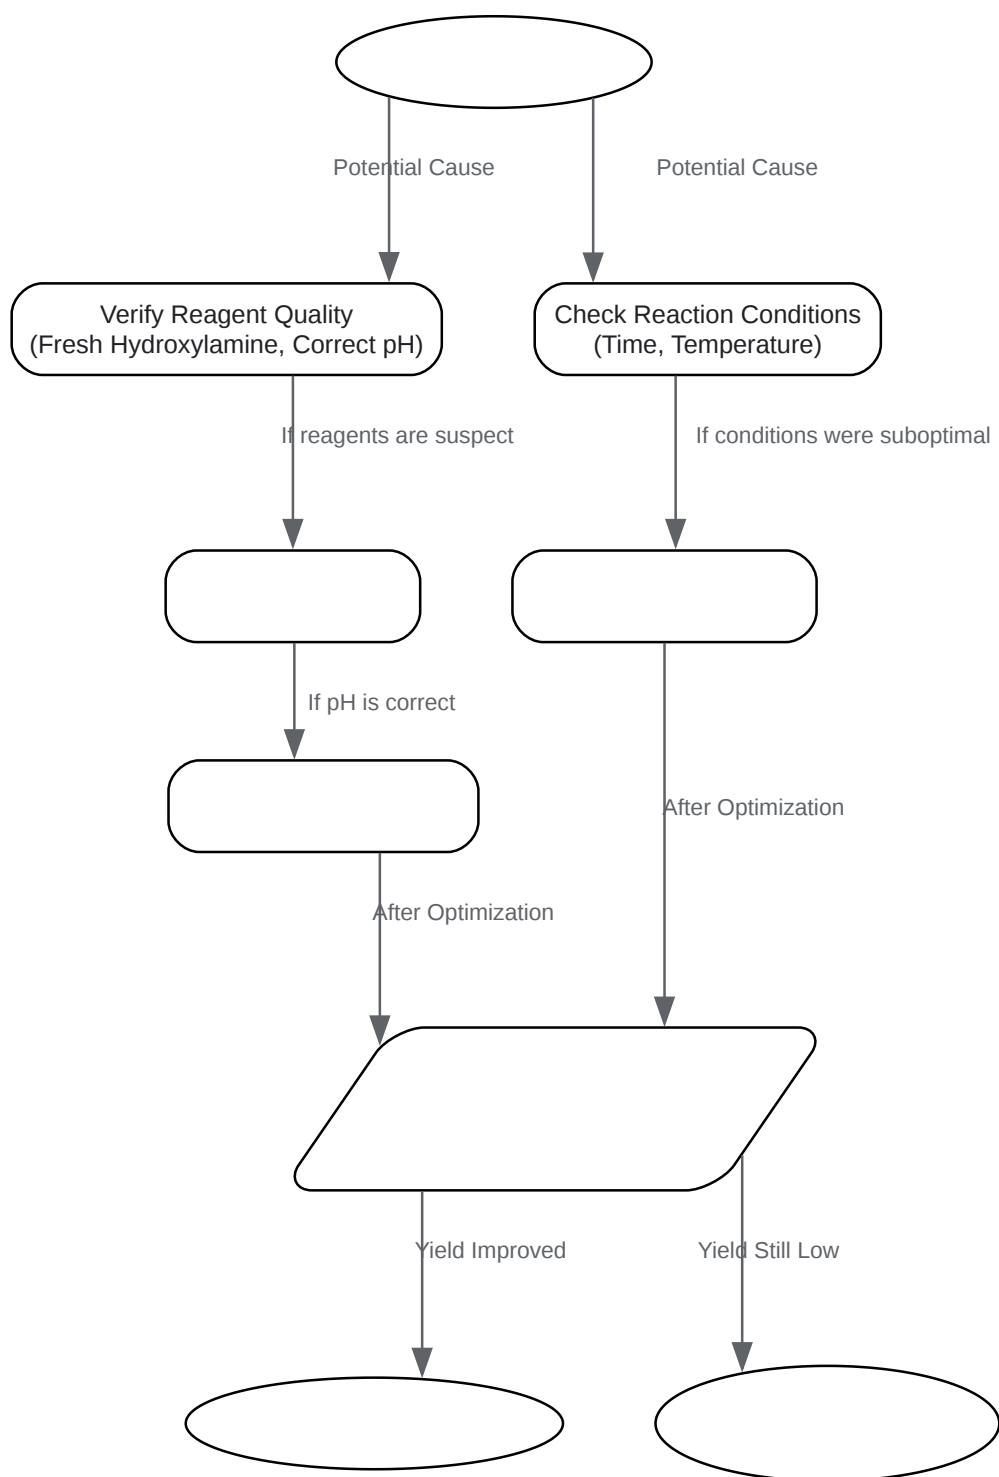 Potential Cause
Potential Cause
Verify Reagent Quality
(Fresh Hydroxylamine, Correct pH)
Check Reaction Conditions
(Time, Temperature)
If reagents are suspect
If conditions were suboptimal
If pH is correct
After Optimization
After Optimization
Yield Improved
Yield Still Low